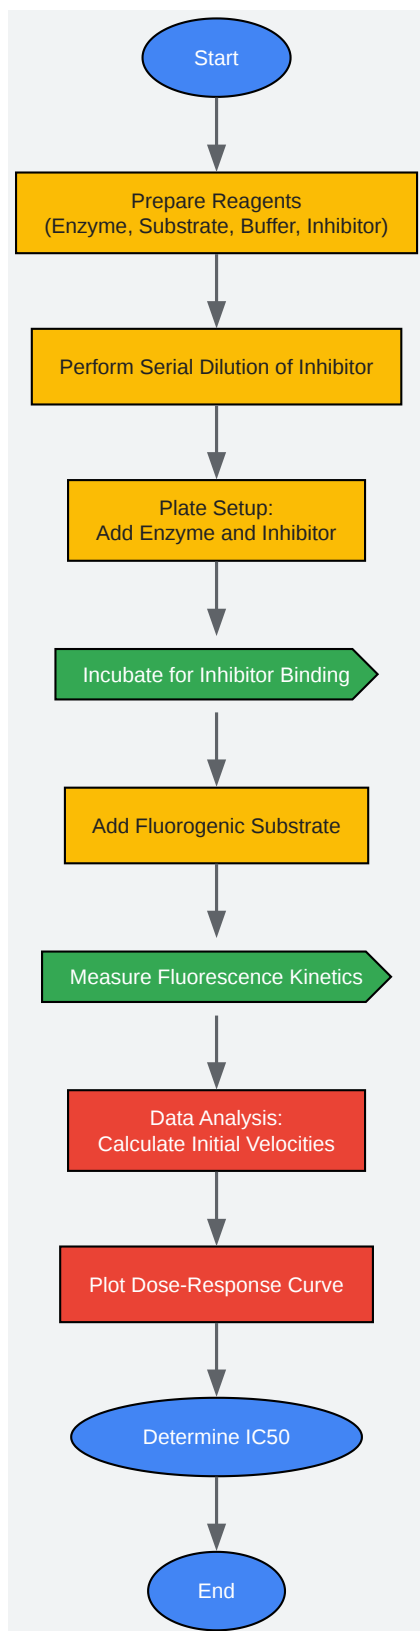 Start
Prepare Reagents
(Enzyme, Substrate, Buffer, Inhibitor)
Perform Serial Dilution of Inhibitor
Plate Setup:
Add Enzyme and Inhibitor
Incubate for Inhibitor Binding
Add Fluorogenic Substrate
Measure Fluorescence Kinetics
Data Analysis:
Calculate Initial Velocities
Plot Dose-Response Curve
Determine IC50
End